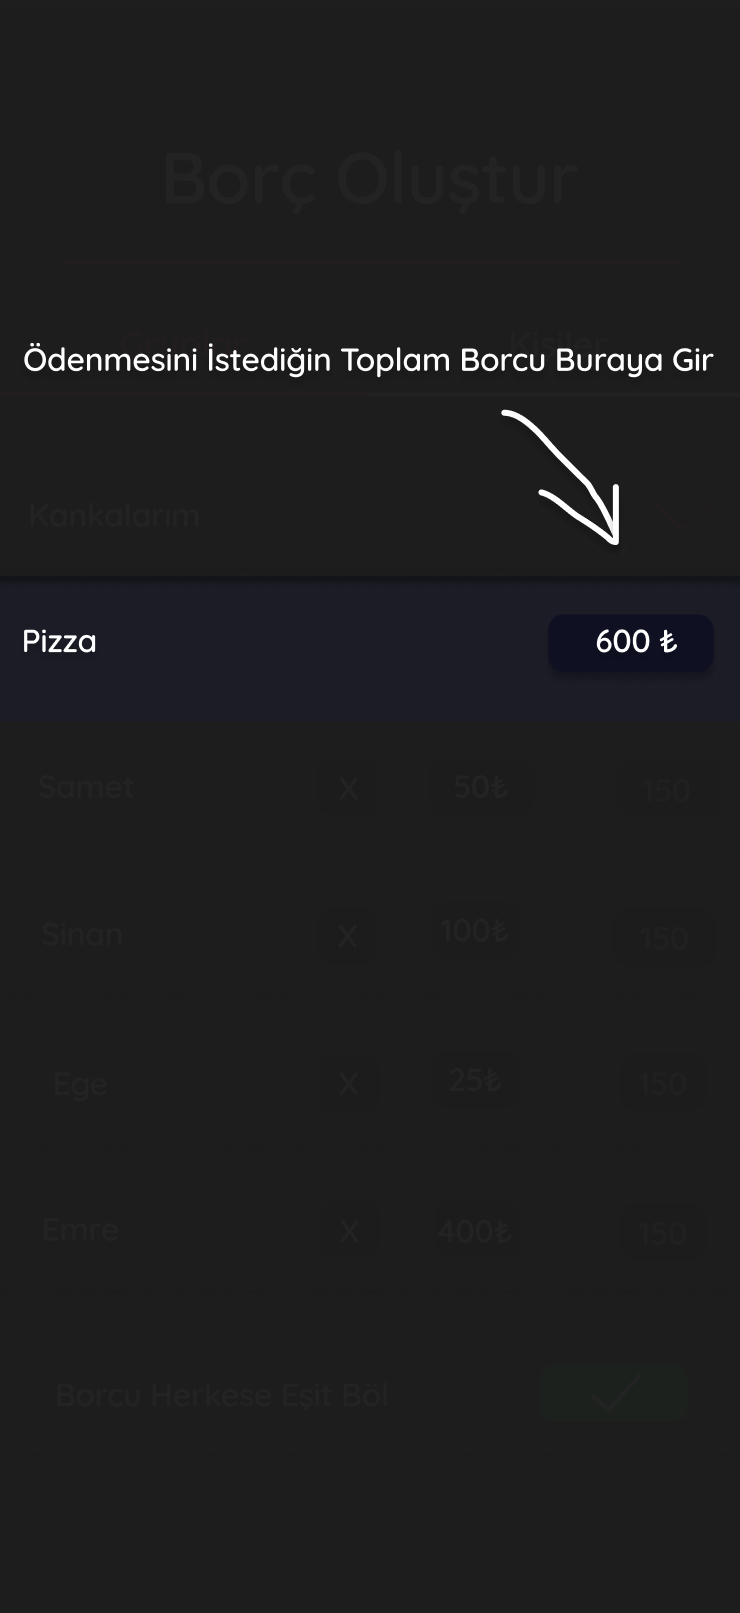 Borç Oluştur
Kişiler
Ödenmesini İstediğin Toplam Borcu Buraya Gir
Kankalarım
Pizza 600 ₺
Samet X 50₺ 150
Sinan X 100₺ 150
Ege X 25₺ 150
Emre X 400₺ 150
Borcu Herkese Eşit Böl